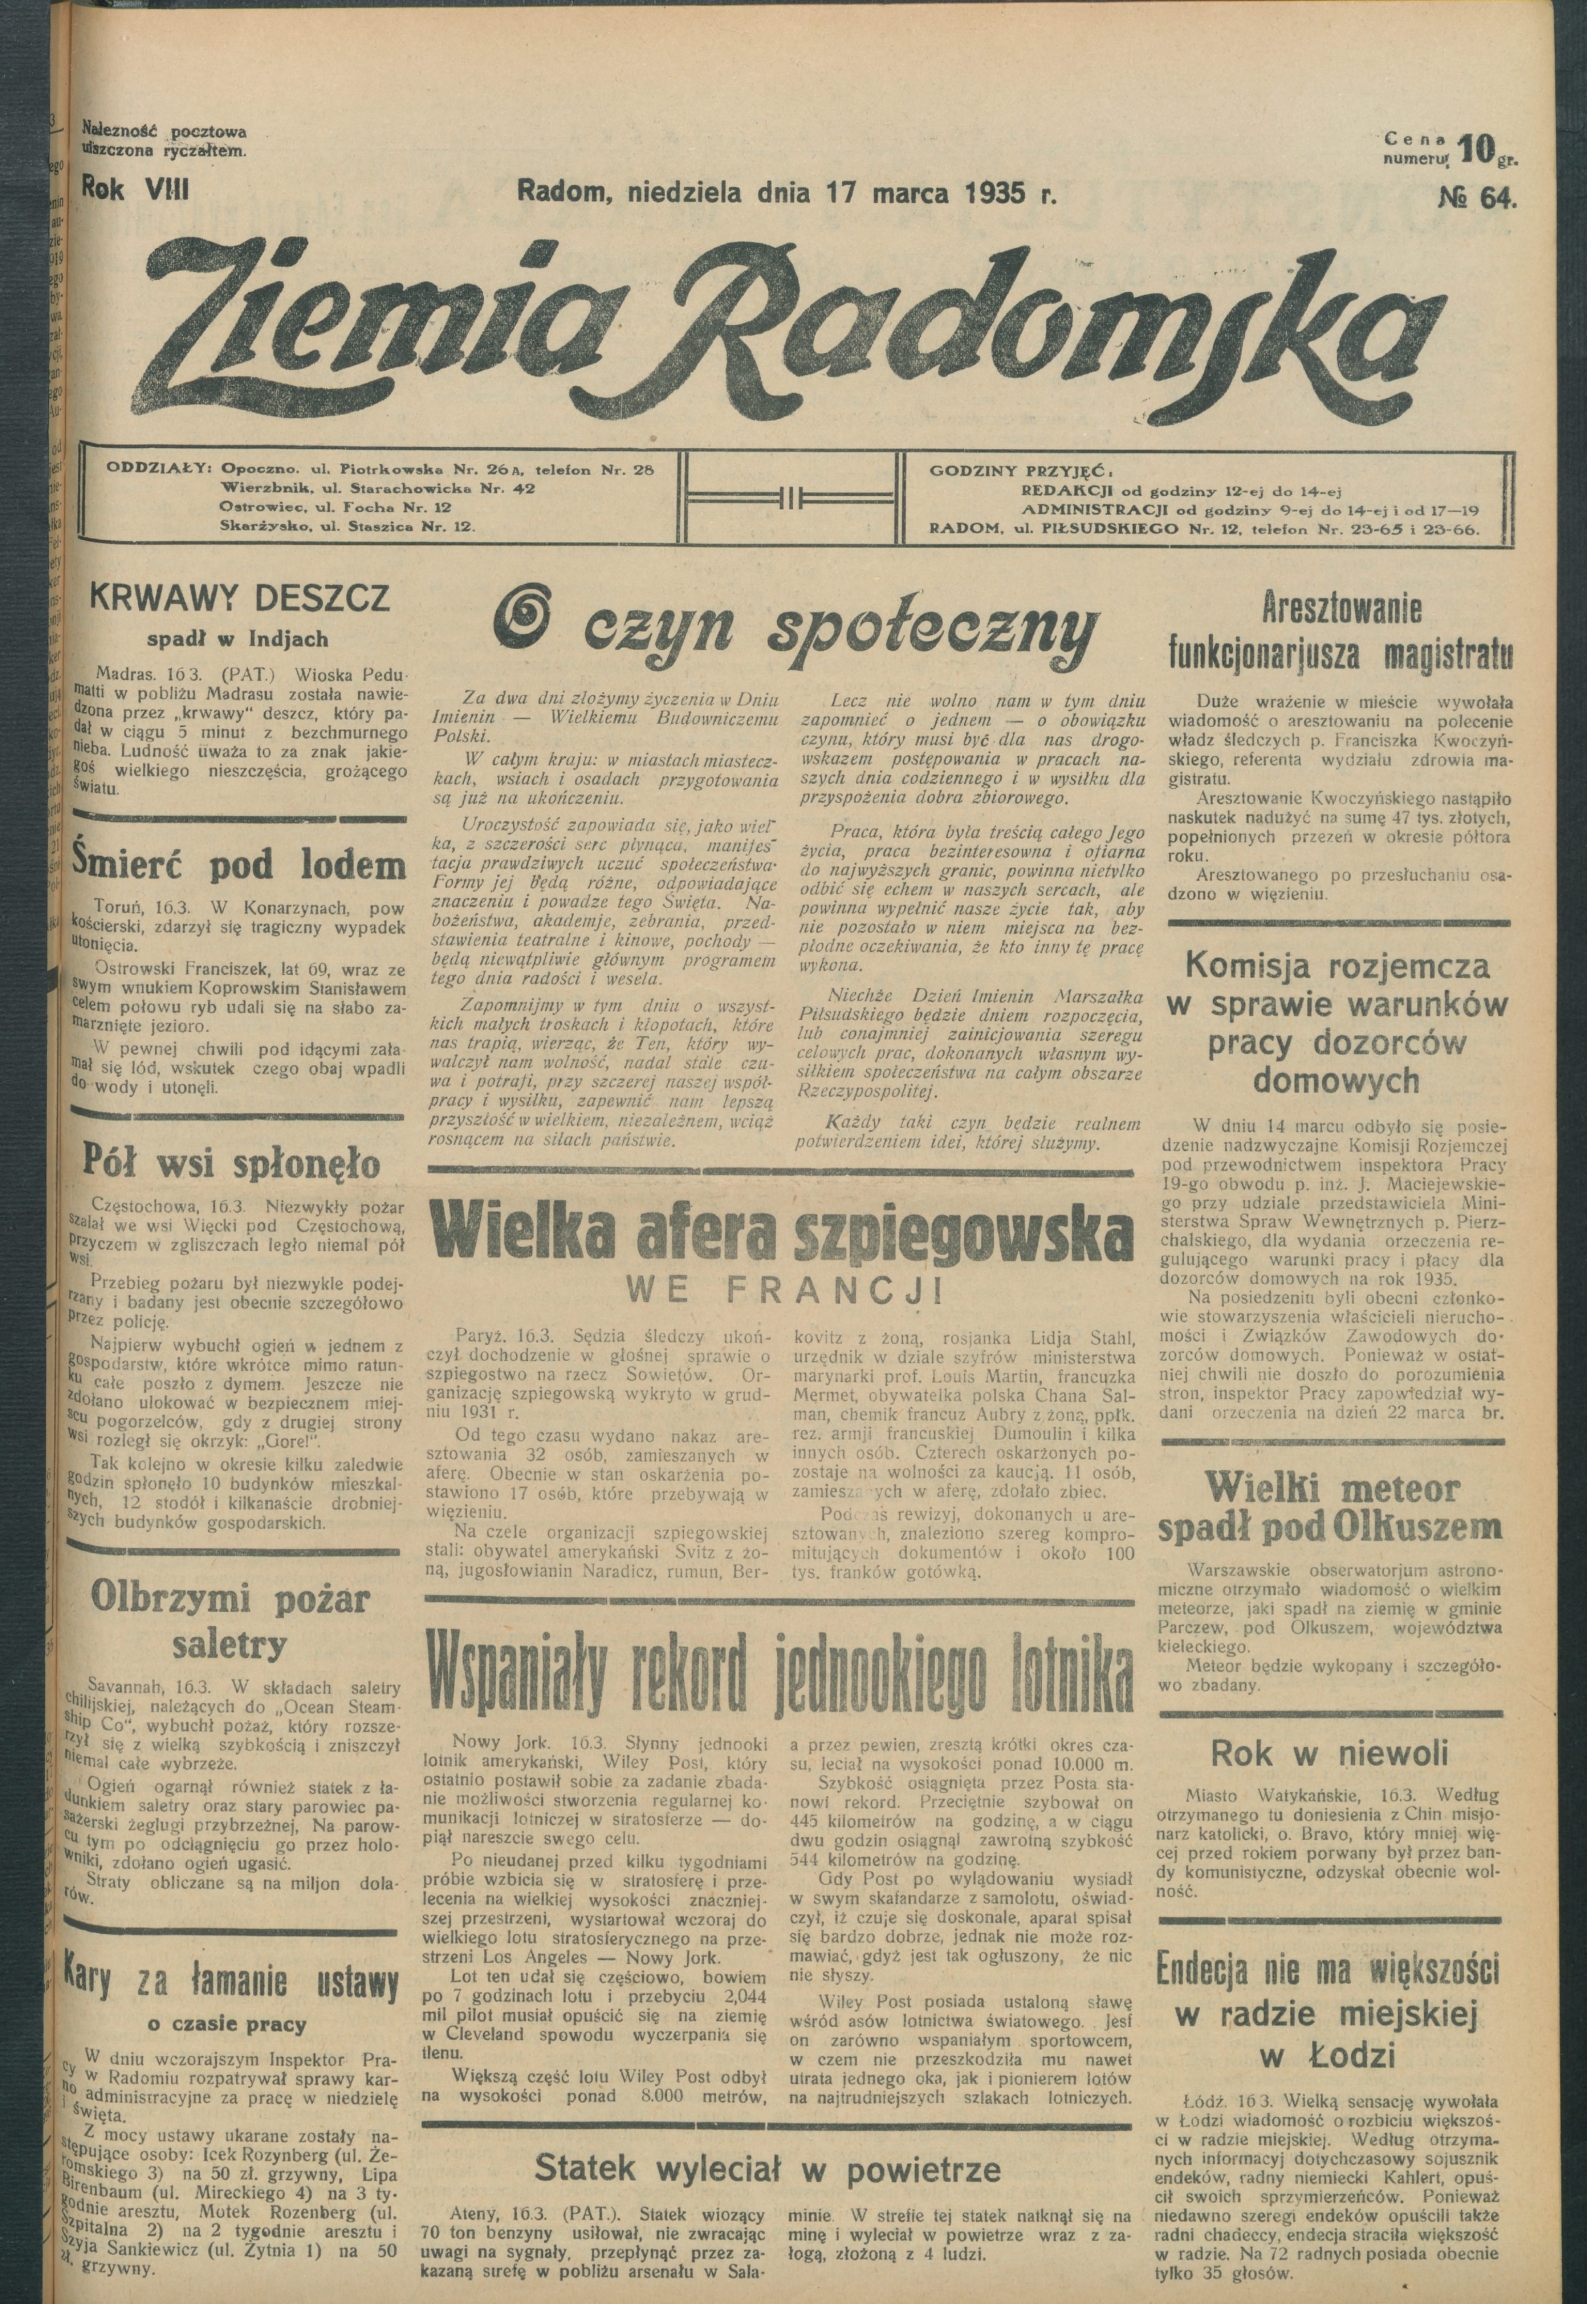 Należność pocztowa
uiszczona ryczałtem.
Cena
numeru 10 gr.
Rok VIII
Radom, niedziela dnia 17 marca 1935 r.
№ 64.
Ziemia Radomska
ODDZIAŁY: Opoczno, ul. Piotrkowska Nr. 26A, telefon Nr. 28
Wierzbnik, ul. Starachowicka Nr. 42
Ostrowiec, ul. Focha Nr. 12
Skarżysko, ul. Staszica Nr. 12.
GODZINY PRZYJĘĆ:
REDAKCJI od godziny 12-ej do 14-ej
ADMINISTRACJI od godziny 9-ej do 14-ej i od 17—19
RADOM, ul. PIŁSUDSKIEGO Nr. 12, telefon Nr. 23-65 i 23-66.
KRWAWY DESZCZ
spadł w Indjach
Madras. 16 3. (PAT.) Wioska Pedu-
matti w pobliżu Madrasu została nawie-
dzona przez „krwawy" deszcz, który pa-
dał w ciągu 5 minut z bezchmurnego
nieba. Ludność uważa to za znak jakie-
goś wielkiego nieszczęścia, grożącego
światu.
Śmierć pod lodem
Toruń, 16.3. W Konarzynach, pow
kościerski, zdarzył się tragiczny wypadek
utonięcia.
Ostrowski Franciszek, lat 69, wraz ze
swym wnukiem Koprowskim Stanisławem
celem połowu ryb udali się na słabo za-
marznięte jezioro.
W pewnej chwili pod idącymi zała-
mał się lód, wskutek czego obaj wpadli
do wody i utonęli.
Pół wsi spłonęło
Częstochowa, 16.3. Niezwykły pożar
szalał we wsi Więcki pod Częstochową,
przyczem w zgliszczach legło niemal pół
wsi.
Przebieg pożaru był niezwykle podej-
rzany i badany jest obecnie szczegółowo
przez policję.
Najpierw wybuchł ogień w jednem z
gospodarstw, które wkrótce mimo ratun-
ku całe poszło z dymem. Jeszcze nie
zdołano ulokować w bezpiecznem miej-
scu pogorzelców, gdy z drugiej strony
wsi rozległ się okrzyk: „Gore!".
Tak kolejno w okresie kilku zaledwie
godzin spłonęło 10 budynków mieszkal-
nych, 12 stodół i kilkanaście drobniej-
szych budynków gospodarskich.
Olbrzymi pożar
saletry
Savannah, 16.3. W składach saletry
chilijskiej, należących do „Ocean Steam-
ship Co", wybuchł pożaż, który rozsze-
rzył się z wielką szybkością i zniszczył
niemal całe wybrzeże.
Ogień ogarnął również statek z ła-
dunkiem saletry oraz stary parowiec pa-
sażerski żeglugi przybrzeżnej, Na parow-
cu tym po odciągnięciu go przez holo-
wniki, zdołano ogień ugasić.
Straty obliczane są na miljon dola-
rów.
Kary za łamanie ustawy
o czasie pracy
W dniu wczorajszym Inspektor Pra-
cy w Radomiu rozpatrywał sprawy kar-
no administracyjne za pracę w niedzielę
i święta.
Z mocy ustawy ukarane zostały na-
stępujące osoby: Icek Rozynberg (ul. Że-
romskiego 3) na 50 zł. grzywny, Lipa
Birenbaum (ul. Mireckiego 4) na 3 ty-
godnie aresztu, Motek Rozenberg (ul.
Szpitalna 2) na 2 tygodnie aresztu i
Szyja Sankiewicz (ul. Żytnia 1) na 50
zł. grzywny.
O czyn społeczny
Za dwa dni złożymy życzenia w Dniu
Imienin — Wielkiemu Budowniczemu
Polski.
W całym kraju: w miastach miastecz-
kach, wsiach i osadach przygotowania
są już na ukończeniu.
Uroczystość zapowiada się, jako wiel-
ka, z szczerości serc płynąca, manifes-
tacja prawdziwych uczuć społeczeństwa.
Formy jej będą różne, odpowiadające
znaczeniu i powadze tego Święta. Na-
bożeństwa, akademje, zebrania, przed-
stawienia teatralne i kinowe, pochody —
będą niewątpliwie głównym programem
tego dnia radości i wesela.
Zapomnijmy w tym dniu o wszyst-
kich małych troskach i kłopotach, które
nas trapią, wierząc, że Ten, który wy-
walczył nam wolność, nadal stale czu-
wa i potrafi, przy szczerej naszej współ-
pracy i wysiłku, zapewnić nam lepszą
przyszłość w wielkiem, niezależnem, wciąż
rosnącem na siłach państwie.
Lecz nie wolno nam w tym dniu
zapomnieć o jednem — o obowiązku
czynu, który musi być dla nas drogo-
wskazem postępowania w pracach na-
szych dnia codziennego i w wysiłku dla
przysposzenia dobra zbiorowego.
Praca, która była treścią całego Jego
życia, praca bezinteresowna i ofiarna
do najwyższych granic, powinna nietylko
odbić się echem w naszych sercach, ale
powinna wypełnić nasze życie tak, aby
nie pozostało w niem miejsca na bez-
płodne oczekiwania, że kto inny tę pracę
wykona.
Niechże Dzień Imienin Marszałka
Piłsudskiego będzie dniem rozpoczęcia,
lub conajmniej zainicjowania szeregu
celowych prac, dokonanych własnym wy-
siłkiem społeczeństwa na całym obszarze
Rzeczypospolitej.
Każdy taki czyn będzie realnem
potwierdzeniem idei, której służymy.
Wielka afera szpiegowska
WE FRANCJI
Paryż. 16.3. Sędzia śledczy ukoń-
czył dochodzenie w głośnej sprawie o
szpiegostwo na rzecz Sowietów. Or-
ganizację szpiegowską wykryto w grud-
niu 1931 r.
Od tego czasu wydano nakaz are-
sztowania 32 osób, zamieszanych w
aferę. Obecnie w stan oskarżenia po-
stawiono 17 osób, które przebywają w
więzieniu.
Na czele organizacji szpiegowskiej
stali: obywatel amerykański Svitz z żo-
ną, jugosłowianin Naradicz, rumun, Ber-
kovitz z żoną, rosjanka Lidja Stahl,
urzędnik w dziale szyfrów ministerstwa
marynarki prof. Louis Martin, francuzka
Mermet, obywatelka polska Chana Sal-
man, chemik francuz Aubry z żoną, ppłk.
rez. armji francuskiej Dumoulin i kilka
innych osób. Czterech oskarżonych po-
zostaje na wolności za kaucją. 11 osób,
zamieszanych w aferę, zdołało zbiec.
Podczas rewizyj, dokonanych u are-
sztowanych, znaleziono szereg kompro-
mitujących dokumentów i około 100
tys. franków gotówką.
Wspaniały rekord jednookiego lotnika
Nowy Jork. 16.3. Słynny jednooki
lotnik amerykański, Wiley Post, który
ostatnio postawił sobie za zadanie zbada-
nie możliwości stworzenia regularnej ko-
munikacji lotniczej w stratosferze — do-
piął nareszcie swego celu.
Po nieudanej przed kilku tygodniami
próbie wzbicia się w stratosferę i prze-
lecenia na wielkiej wysokości znaczniej-
szej przestrzeni, wystartował wczoraj do
wielkiego lotu stratosferycznego na prze-
strzeni Los Angeles — Nowy Jork.
Lot ten udał się częściowo, bowiem
po 7 godzinach lotu i przebyciu 2,044
mil pilot musiał opuścić się na ziemię
w Cleveland spowodu wyczerpania się
tlenu.
Większą część lotu Wiley Post odbył
na wysokości ponad 8.000 metrów,
a przez pewien, zresztą krótki okres cza-
su, leciał na wysokości ponad 10.000 m.
Szybkość osiągnięta przez Posta sta-
nowi rekord. Przeciętnie szybował on
445 kilometrów na godzinę, a w ciągu
dwu godzin osiągnął zawrotną szybkość
544 kilometrów na godzinę.
Gdy Post po wylądowaniu wysiadł
w swym skafandarze z samolotu, oświad-
czył, iż czuje się doskonale, aparat spisał
się bardzo dobrze, jednak nie może roz-
mawiać, gdyż jest tak ogłuszony, że nic
nie słyszy.
Wiley Post posiada ustaloną sławę
wśród asów lotnictwa światowego. Jest
on zarówno wspaniałym sportowcem,
w czem nie przeszkodziła mu nawet
utrata jednego oka, jak i pionierem lotów
na najtrudniejszych szlakach lotniczych.
Statek wyleciał w powietrze
Ateny, 16.3. (PAT.). Statek wiozący
70 ton benzyny usiłował, nie zwracając
uwagi na sygnały, przepłynąć przez za-
kazaną strefę w pobliżu arsenału w Sala-
minie. W strefie tej statek natknął się na
minę i wyleciał w powietrze wraz z za-
łogą, złożoną z 4 ludzi.
Aresztowanie
funkcjonarjusza magistratu
Duże wrażenie w mieście wywołała
wiadomość o aresztowaniu na polecenie
władz śledczych p. Franciszka Kwoczyń-
skiego, referenta wydziału zdrowia ma-
gistratu.
Aresztowanie Kwoczyńskiego nastąpiło
naskutek nadużyć na sumę 47 tys. złotych,
popełnionych przezeń w okresie półtora
roku.
Aresztowanego po przesłuchaniu osa-
dzono w więzieniu.
Komisja rozjemcza
w sprawie warunków
pracy dozorców
domowych
W dniu 14 marcu odbyło się posie-
dzenie nadzwyczajne Komisji Rozjemczej
pod przewodnictwem inspektora Pracy
19-go obwodu p. inż. J. Maciejewskie-
go przy udziale przedstawiciela Mini-
sterstwa Spraw Wewnętrznych p. Pierz-
chalskiego, dla wydania orzeczenia re-
gulującego warunki pracy i płacy dla
dozorców domowych na rok 1935.
Na posiedzeniu byli obecni członko-
wie stowarzyszenia właścicieli nierucho-
mości i Związków Zawodowych do-
zorców domowych. Ponieważ w ostat-
niej chwili nie doszło do porozumienia
stron, inspektor Pracy zapowiedział wy-
dani orzeczenia na dzień 22 marca br.
Wielki meteor
spadł pod Olkuszem
Warszawskie obserwatorjum astrono-
miczne otrzymało wiadomość o wielkim
meteorze, jaki spadł na ziemię w gminie
Parczew, pod Olkuszem, województwa
kieleckiego.
Meteor będzie wykopany i szczegóło-
wo zbadany.
Rok w niewoli
Miasto Watykańskie, 16.3. Według
otrzymanego tu doniesienia z Chin misjo-
narz katolicki, o. Bravo, który mniej wię-
cej przed rokiem porwany był przez ban-
dy komunistyczne, odzyskał obecnie wol-
ność.
Endecja nie ma większości
w radzie miejskiej
w Łodzi
Łódź. 16 3. Wielką sensację wywołała
w Łodzi wiadomość o rozbiciu większoś-
ci w radzie miejskiej. Według otrzyma-
nych informacyj dotychczasowy sojusznik
endeków, radny niemiecki Kahlert, opuś-
cił swoich sprzymierzeńców. Ponieważ
niedawno szeregi endeków opuścili także
radni chadeccy, endecja straciła większość
w radzie. Na 72 radnych posiada obecnie
tylko 35 głosów.